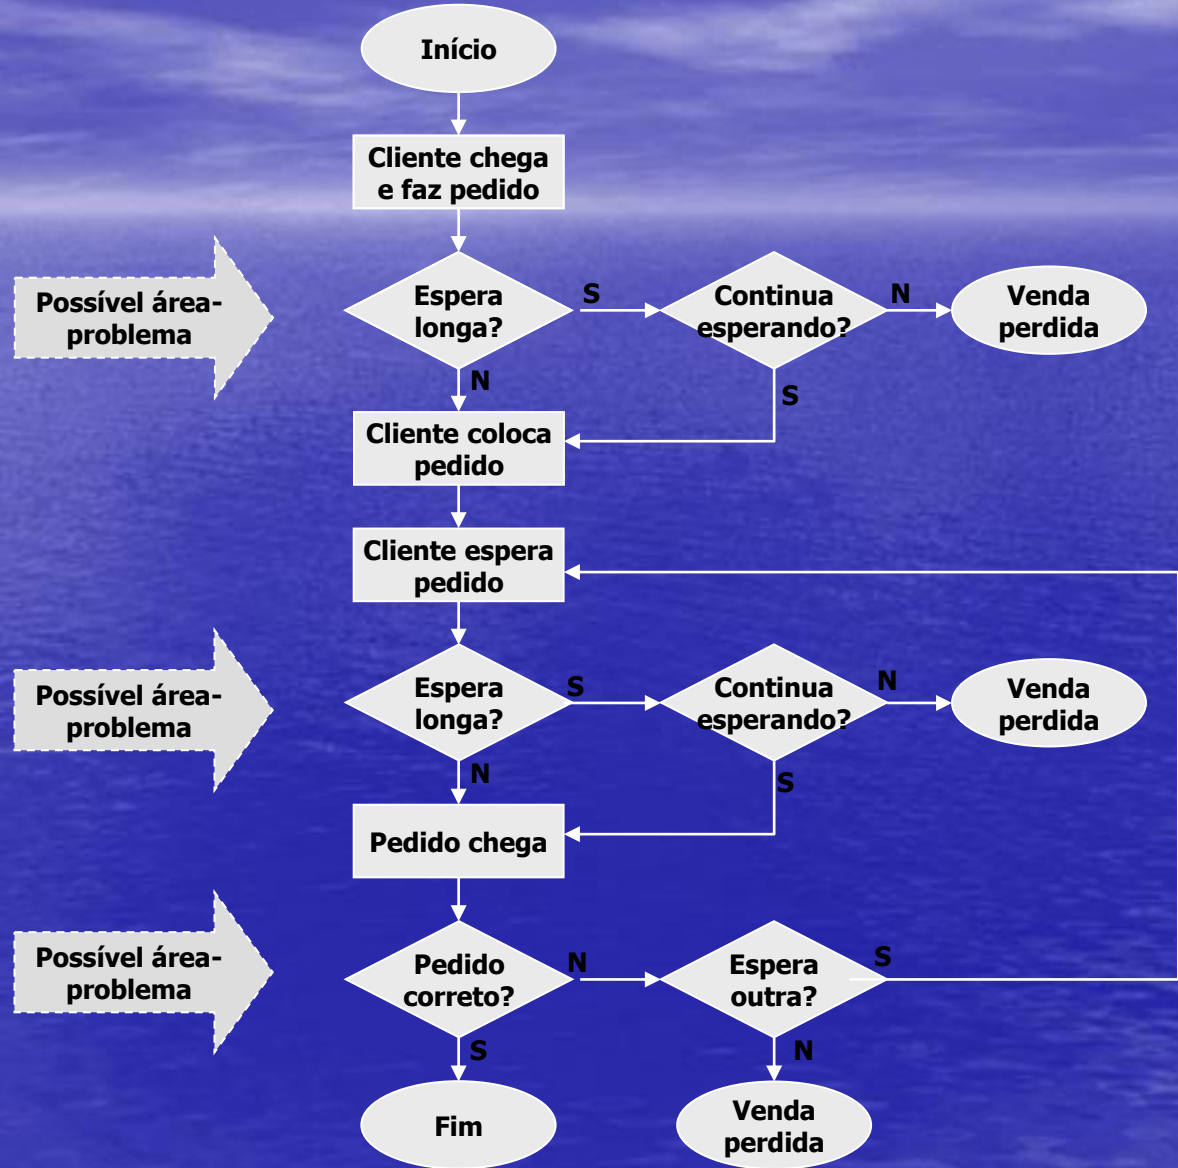 Início
Cliente chega
e faz pedido
Possível área-
problema
Espera
longa?
S
Continua
esperando?
N
Venda
perdida
N
S
Cliente coloca
pedido
Cliente espera
pedido
Possível área-
problema
Espera
longa?
S
Continua
esperando?
N
Venda
perdida
N
S
Pedido chega
Possível área-
problema
Pedido
correto?
N
Espera
outra?
S
S
N
Fim
Venda
perdida